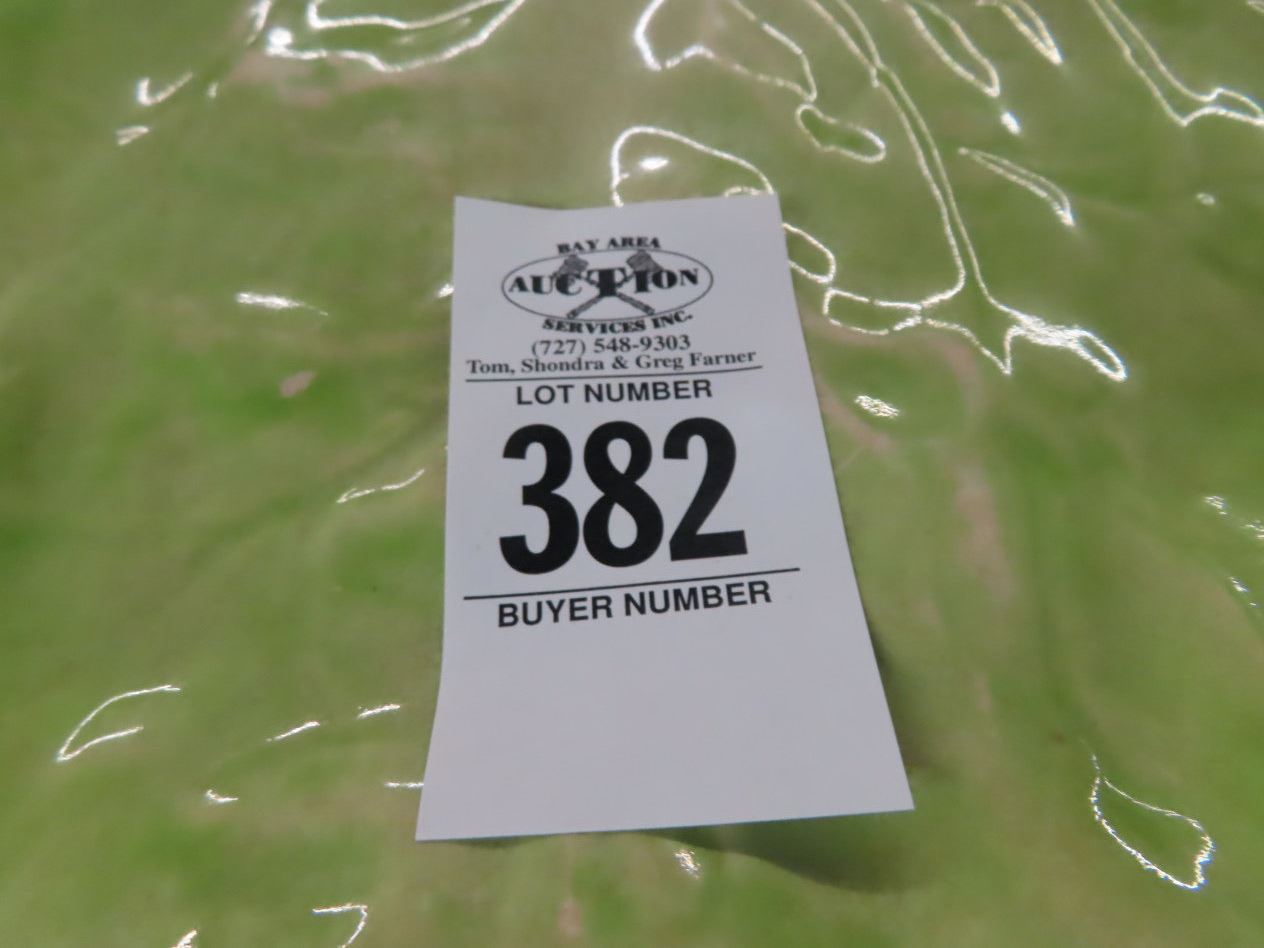 BAY AREA
AUCTION
SERVICES INC.
(727) 548-9303
Tom, Shondra & Greg Farner
LOT NUMBER
382
BUYER NUMBER